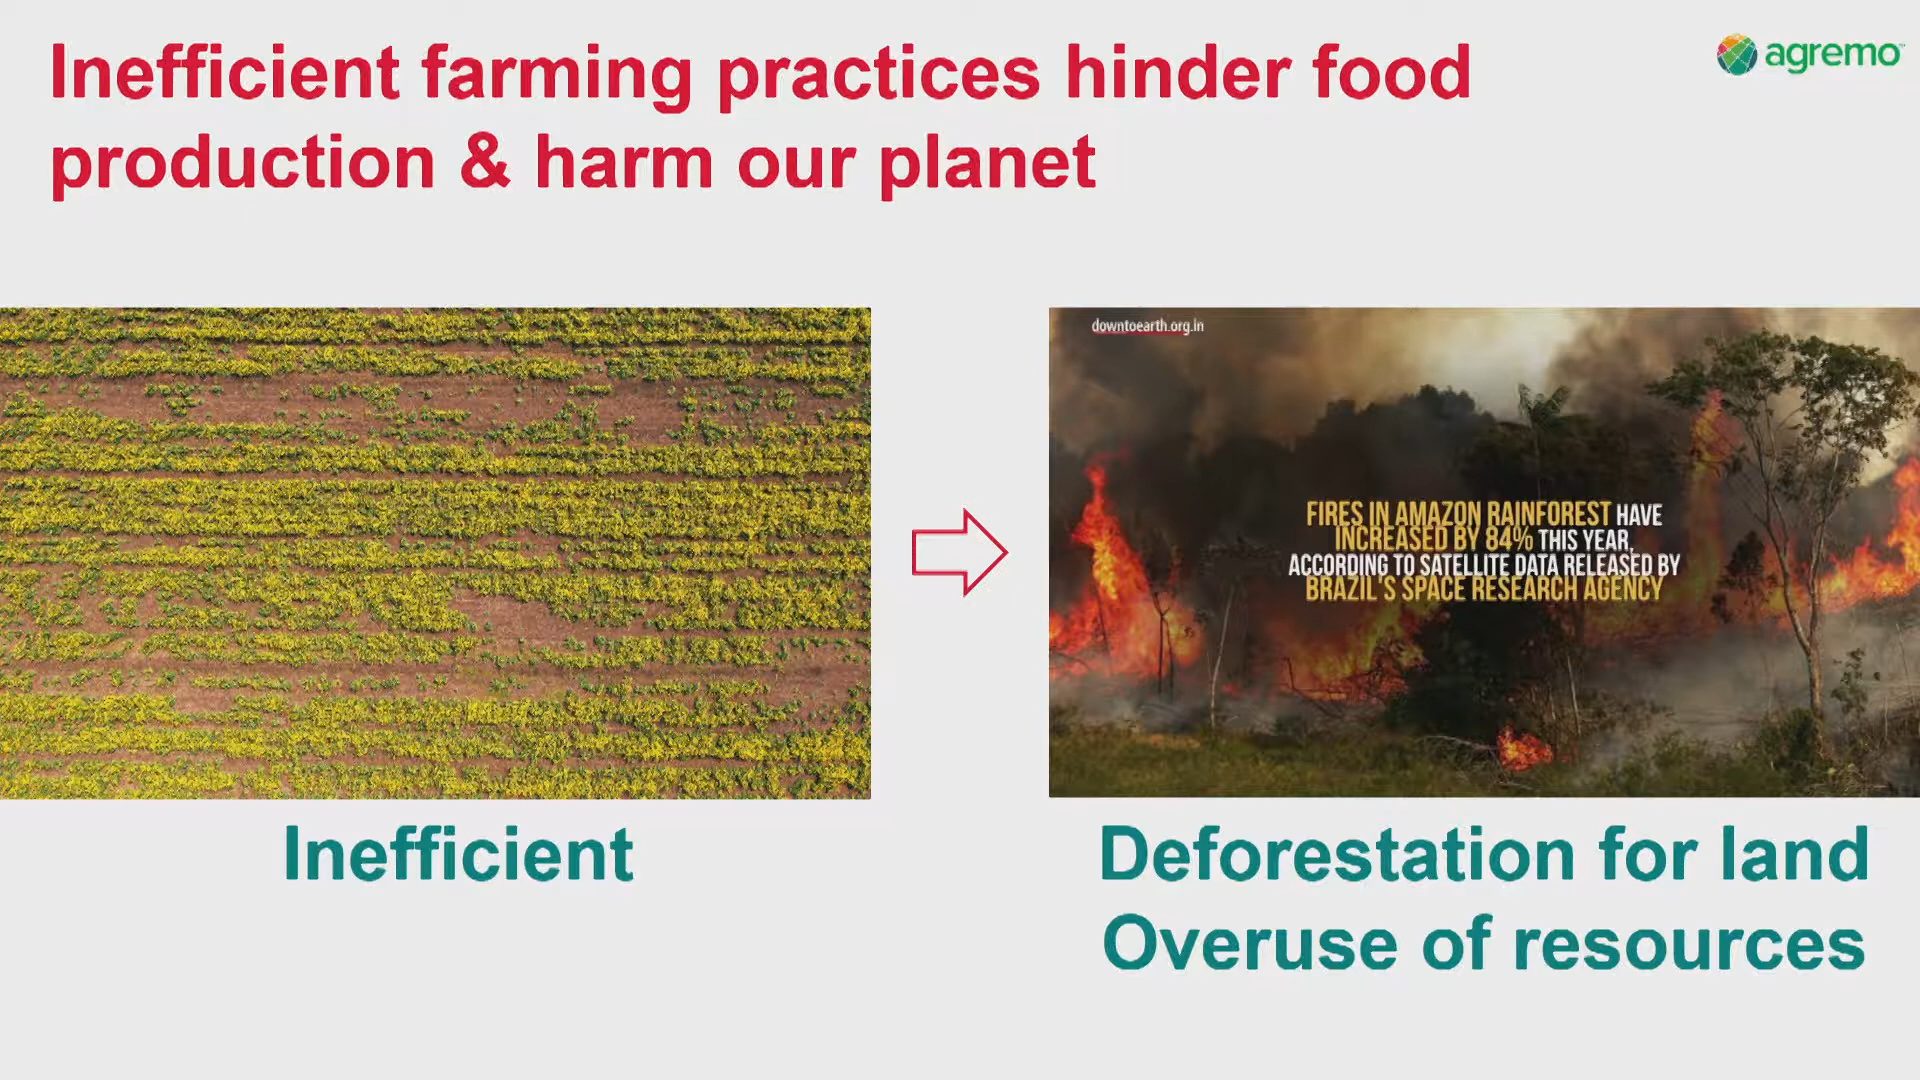 Inefficient farming practices hinder food
production & harm our planet
agremo™
downtoearth.org.in
FIRES IN AMAZON RAINFOREST HAVE
INCREASED BY 84% THIS YEAR,
ACCORDING TO SATELLITE DATA RELEASED BY
BRAZIL'S SPACE RESEARCH AGENCY
Inefficient
Deforestation for land
Overuse of resources